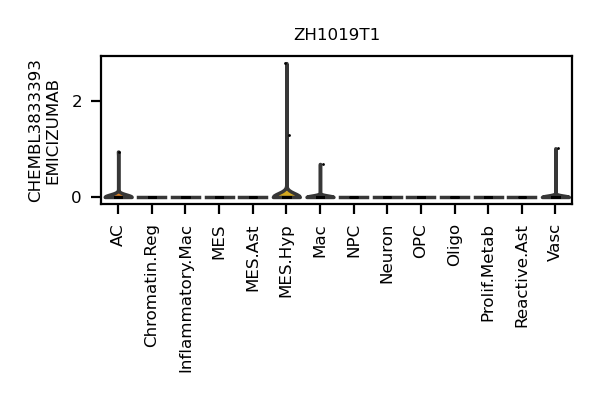 ZH1019T1
CHEMBL3833393
EMICIZUMAB
2
0
AC
Chromatin.Reg
Inflammatory.Mac
MES
MES.Ast
MES.Hyp
Mac
NPC
Neuron
OPC
Oligo
Prolif.Metab
Reactive.Ast
Vasc